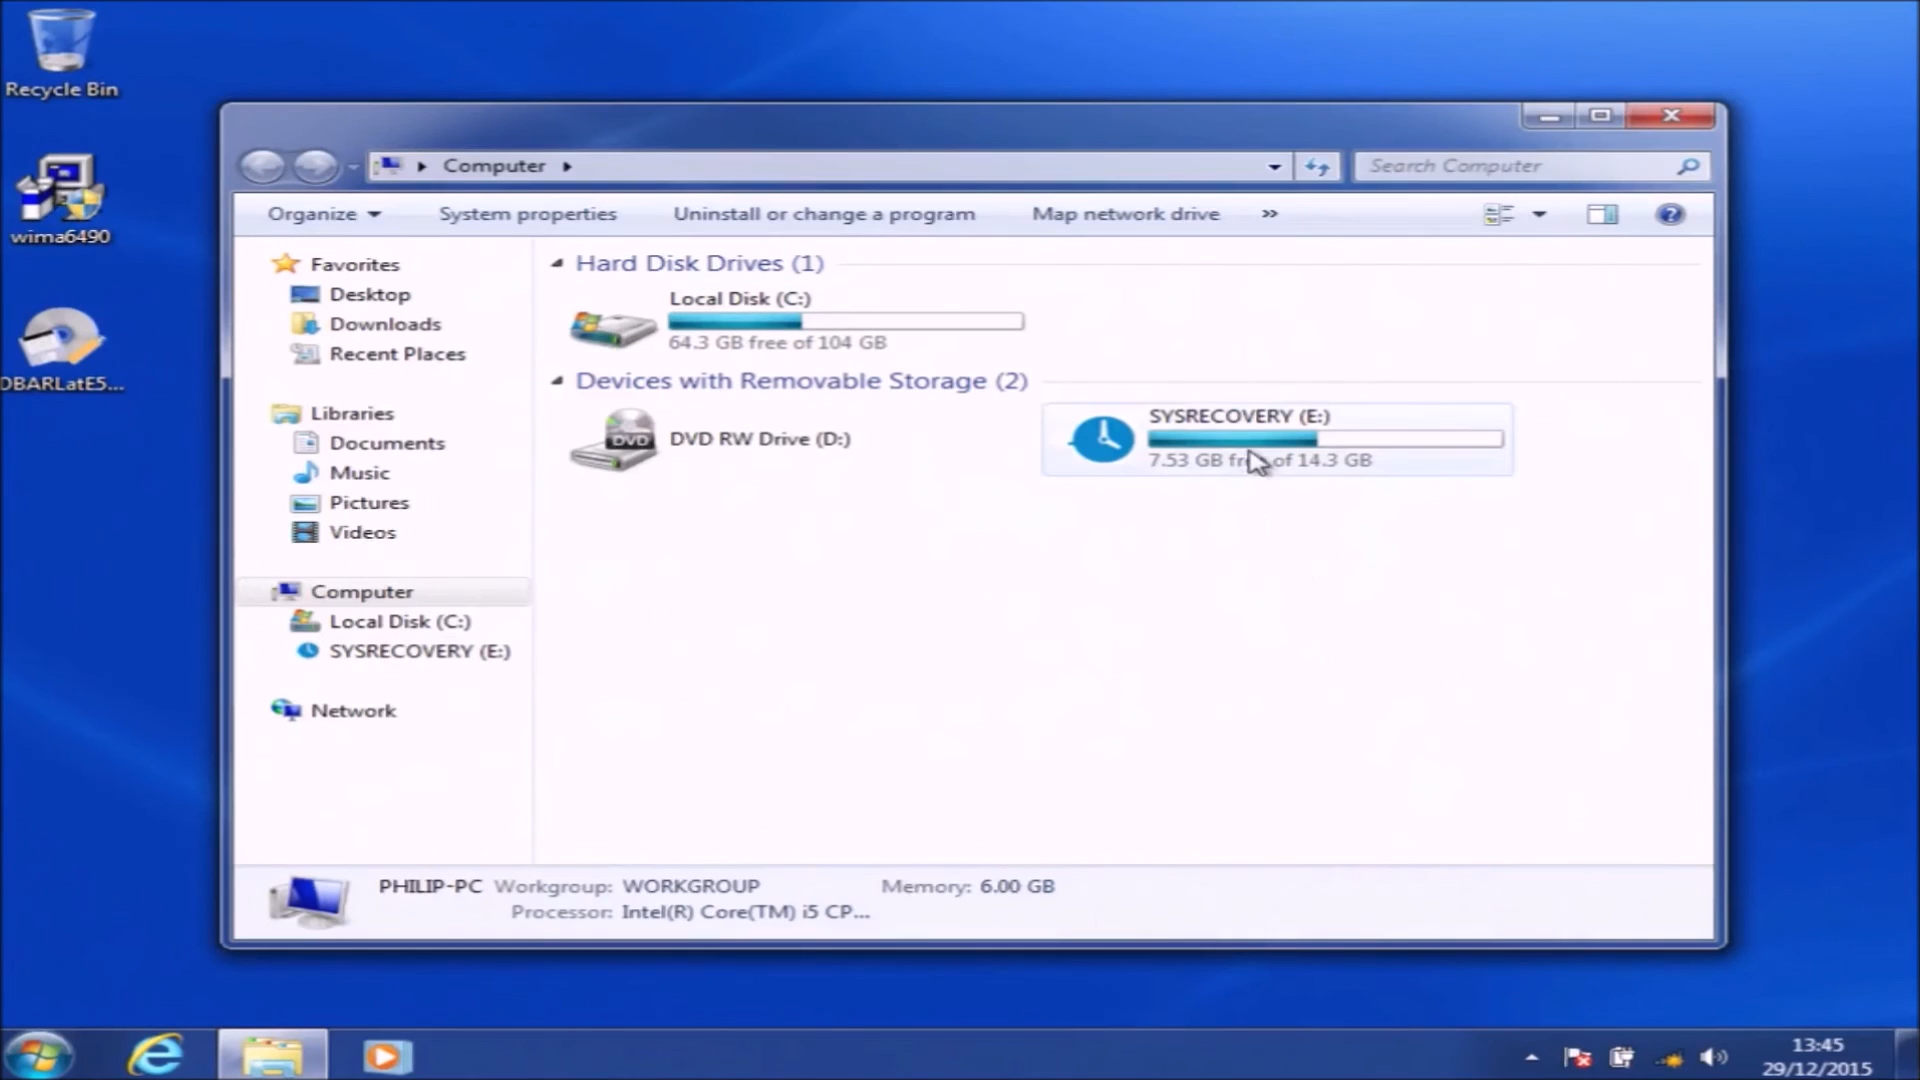 Recycle Bin
wima6490
DBARLatE5...
Computer
Search Computer
Organize
System properties
Uninstall or change a program
Map network drive
»
Favorites
Desktop
Downloads
Recent Places
Libraries
Documents
Music
Pictures
Videos
Computer
Local Disk (C:)
SYSRECOVERY (E:)
Network
Hard Disk Drives (1)
Local Disk (C:)
64.3 GB free of 104 GB
Devices with Removable Storage (2)
DVD
DVD RW Drive (D:)
SYSRECOVERY (E:)
7.53 GB free of 14.3 GB
PHILIP-PC Workgroup: WORKGROUP Memory: 6.00 GB
Processor: Intel(R) Core(TM) i5 CP...
13:45
29/12/2015